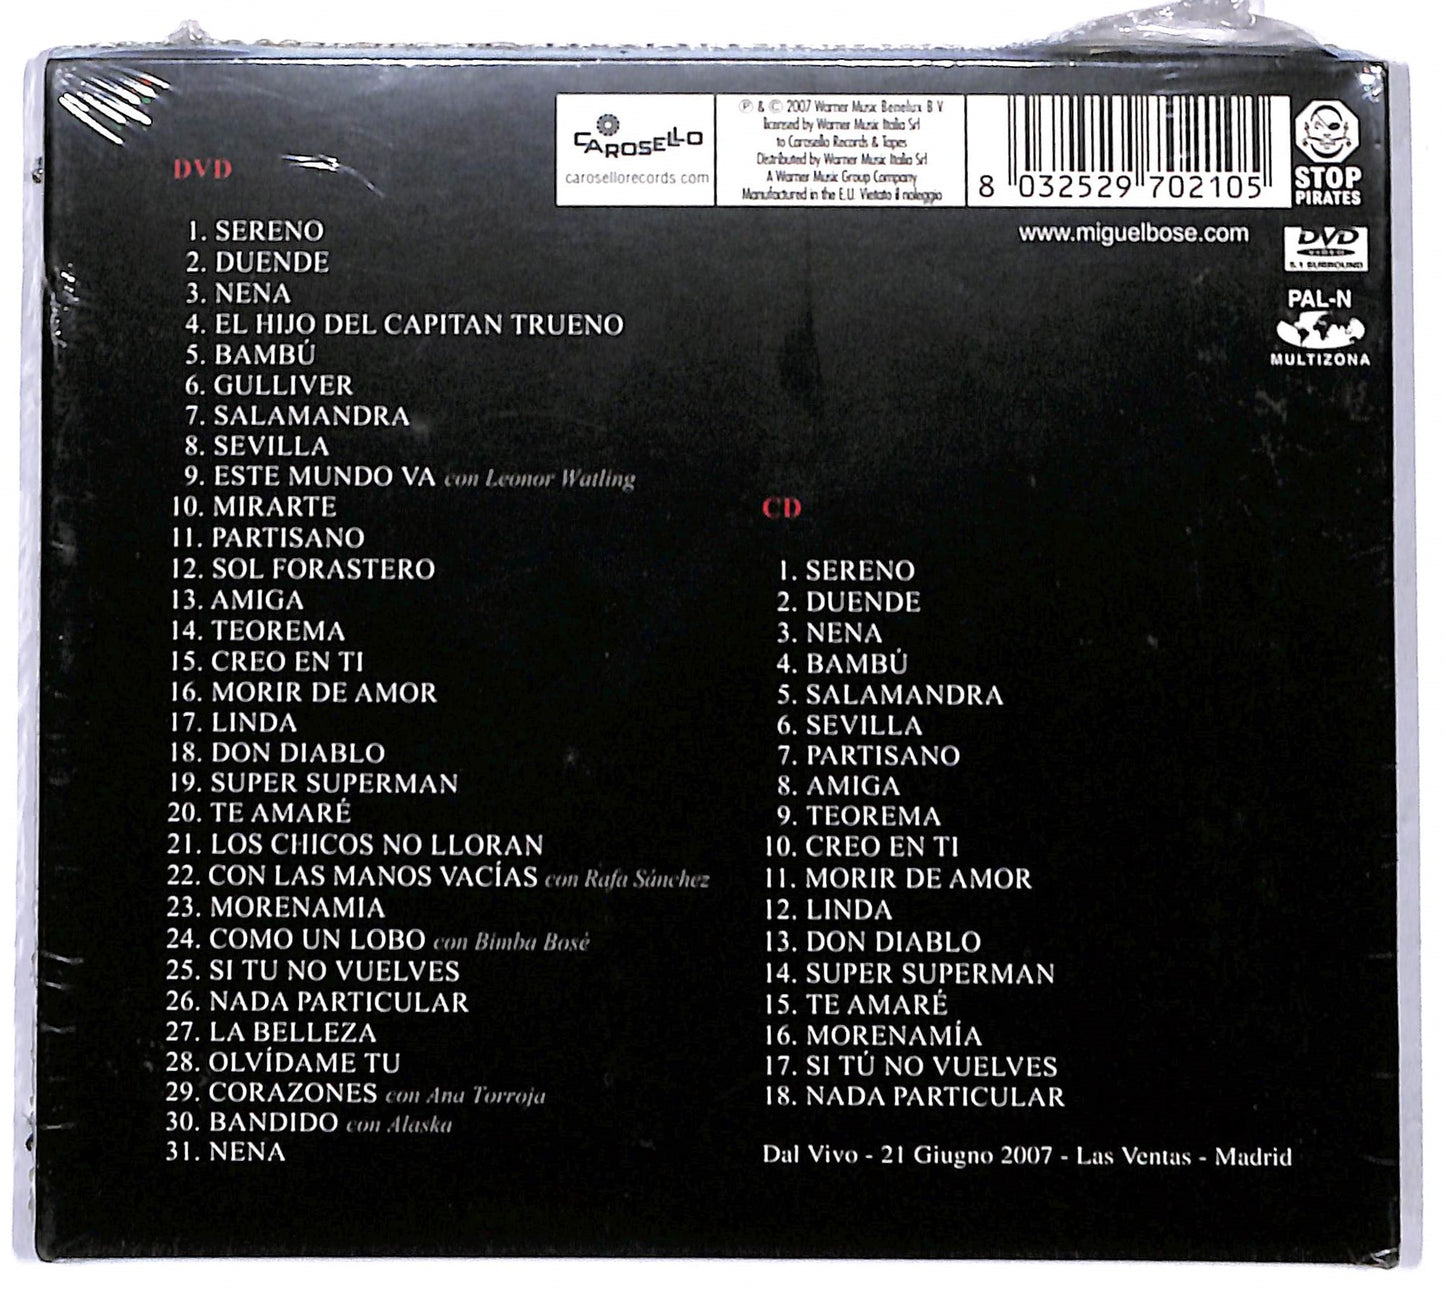 CAROSELLO
carosellorecords.com
℗ & © 2007 Warner Music Benelux B V
licensed by Warner Music Italia Srl
to Carosello Records & Tapes
Distributed by Warner Music Italia Srl
A Warner Music Group Company
Manufactured in the E.U. Vietato il noleggio
8 032529 702105
STOP
PIRATES
www.miguelbose.com
DVD
VIDEO
5.1 SURROUND
PAL-N
MULTIZONA
DVD
1. SERENO
2. DUENDE
3. NENA
4. EL HIJO DEL CAPITAN TRUENO
5. BAMBÚ
6. GULLIVER
7. SALAMANDRA
8. SEVILLA
9. ESTE MUNDO VA con Leonor Watling
10. MIRARTE
11. PARTISANO
12. SOL FORASTERO
13. AMIGA
14. TEOREMA
15. CREO EN TI
16. MORIR DE AMOR
17. LINDA
18. DON DIABLO
19. SUPER SUPERMAN
20. TE AMARÉ
21. LOS CHICOS NO LLORAN
22. CON LAS MANOS VACÍAS con Rafa Sánchez
23. MORENAMIA
24. COMO UN LOBO con Bimba Bosé
25. SI TU NO VUELVES
26. NADA PARTICULAR
27. LA BELLEZA
28. OLVÍDAME TU
29. CORAZONES con Ana Torroja
30. BANDIDO con Alaska
31. NENA
CD
1. SERENO
2. DUENDE
3. NENA
4. BAMBÚ
5. SALAMANDRA
6. SEVILLA
7. PARTISANO
8. AMIGA
9. TEOREMA
10. CREO EN TI
11. MORIR DE AMOR
12. LINDA
13. DON DIABLO
14. SUPER SUPERMAN
15. TE AMARÉ
16. MORENAMÍA
17. SI TÚ NO VUELVES
18. NADA PARTICULAR
Dal Vivo - 21 Giugno 2007 - Las Ventas - Madrid